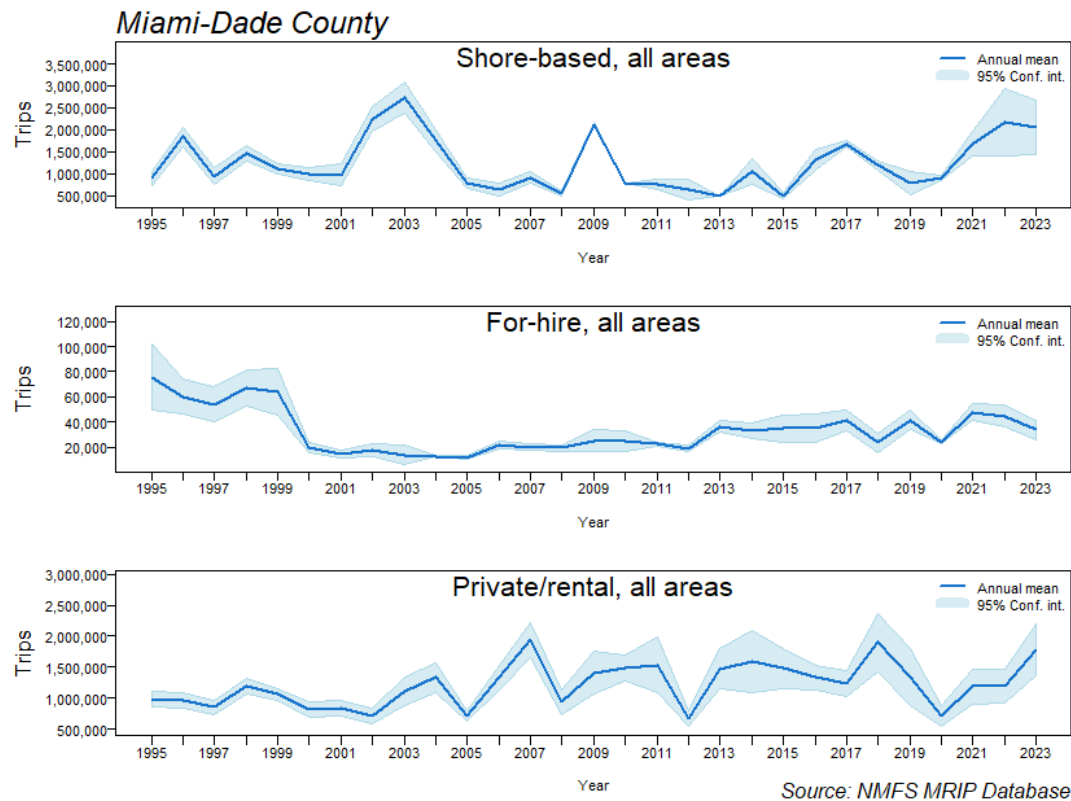 Miami-Dade County
Shore-based, all areas
Annual mean
95% Conf. int.
Trips
3,500,000
3,000,000
2,500,000
2,000,000
1,500,000
1,000,000
500,000
1995 1997 1999 2001 2003 2005 2007 2009 2011 2013 2015 2017 2019 2021 2023
Year
For-hire, all areas
Annual mean
95% Conf. int.
Trips
120,000
100,000
80,000
60,000
40,000
20,000
1995 1997 1999 2001 2003 2005 2007 2009 2011 2013 2015 2017 2019 2021 2023
Year
Private/rental, all areas
Annual mean
95% Conf. int.
Trips
3,000,000
2,500,000
2,000,000
1,500,000
1,000,000
500,000
1995 1997 1999 2001 2003 2005 2007 2009 2011 2013 2015 2017 2019 2021 2023
Year
Source: NMFS MRIP Database